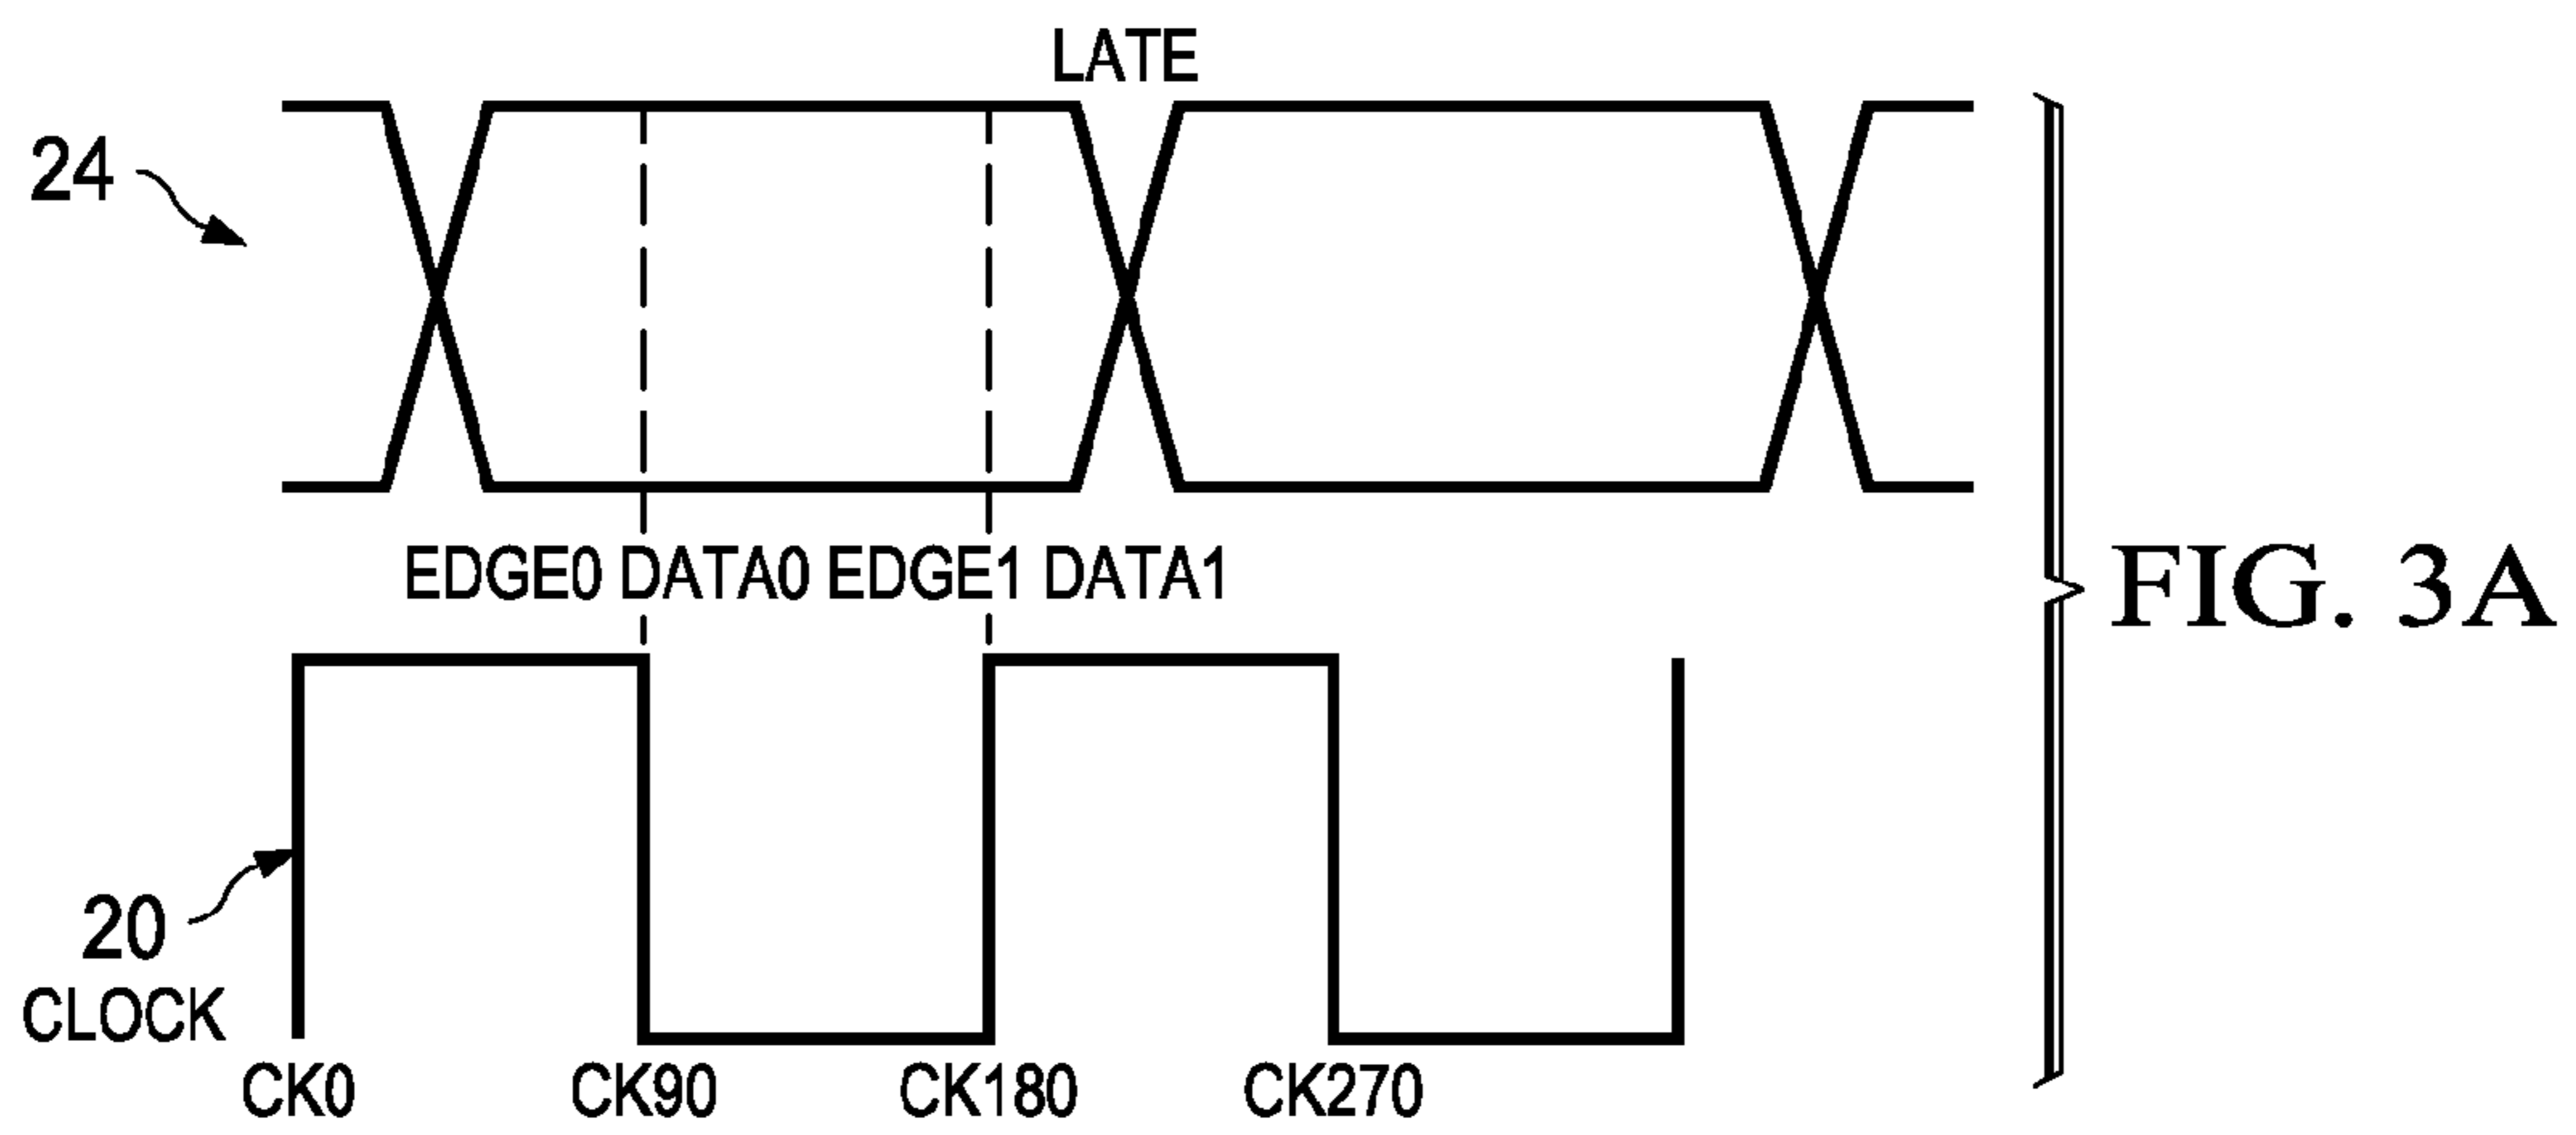 LATE
24
EDGE0 DATA0 EDGE1 DATA1
FIG. 3A
20
CLOCK
CK0 CK90 CK180 CK270